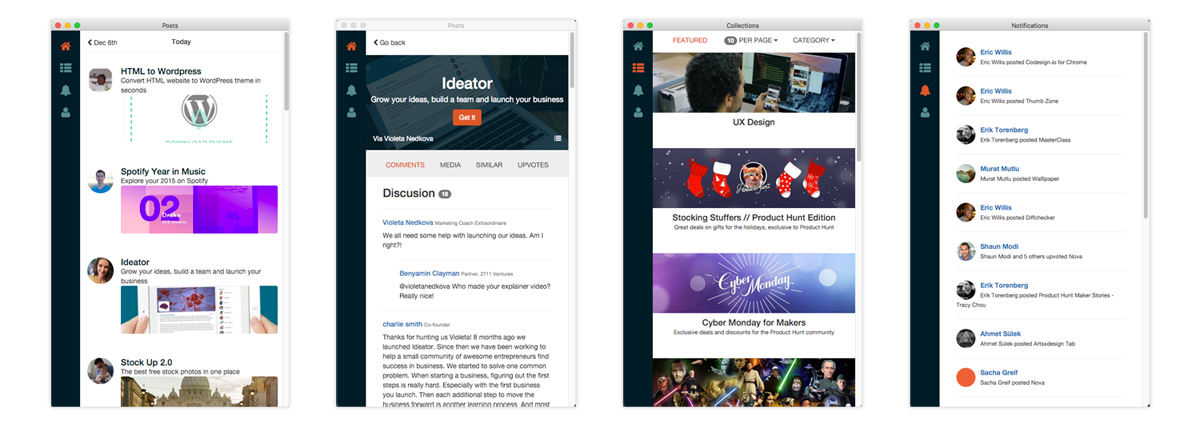 Posts
Dec 6th
Today
HTML to Wordpress
Convert HTML website to WordPress theme in
seconds
Spotify Year in Music
Explore your 2015 on Spotify
02
Drake
Ideator
Grow your ideas, build a team and launch your
business
Stock Up 2.0
The best free stock photos in one place
Posts
Go back
Ideator
Grow your ideas, build a team and launch your business
Get it
Via Violeta Nedkova
COMMENTS MEDIA SIMILAR UPVOTES
Discusion 18
Violeta Nedkova Marketing Coach Extraordinaire
We all need some help with launching our ideas. Am I
right?!
Benyamin Clayman Partner, 2711 Ventures
@violetanedkova Who made your explainer video?
Really nice!
charlie smith Co-founder
Thanks for hunting us Violeta! 8 months ago we
launched Ideator. Since then we have been working to
help a small community of awesome entrepreneurs find
success in business. We started to solve one common
problem. When starting a business, figuring out the first
steps is really hard. Especially with the first business
you launch. Then each additional step to move the
business forward is another learning process. And most
Collections
FEATURED 10 PER PAGE CATEGORY
UX Design
Product Hunt
Stocking Stuffers // Product Hunt Edition
Great deals on gifts for the holidays, exclusive to Product Hunt
Cyber Monday
Cyber Monday for Makers
Exclusive deals and discounts for the Product Hunt community
Notifications
Eric Willis
Eric Willis posted Codesign.io for Chrome
Eric Willis
Eric Willis posted Thumb Zone
Erik Torenberg
Erik Torenberg posted MasterClass
Murat Mutlu
Murat Mutlu posted Wallpaper
Eric Willis
Eric Willis posted Diffchecker
Shaun Modi
Shaun Modi and 5 others upvoted Nova
Erik Torenberg
Erik Torenberg posted Product Hunt Maker Stories -
Tracy Chou
Ahmet Sülek
Ahmet Sülek posted Artsxdesign Tab
Sacha Greif
Sacha Greif posted Nova